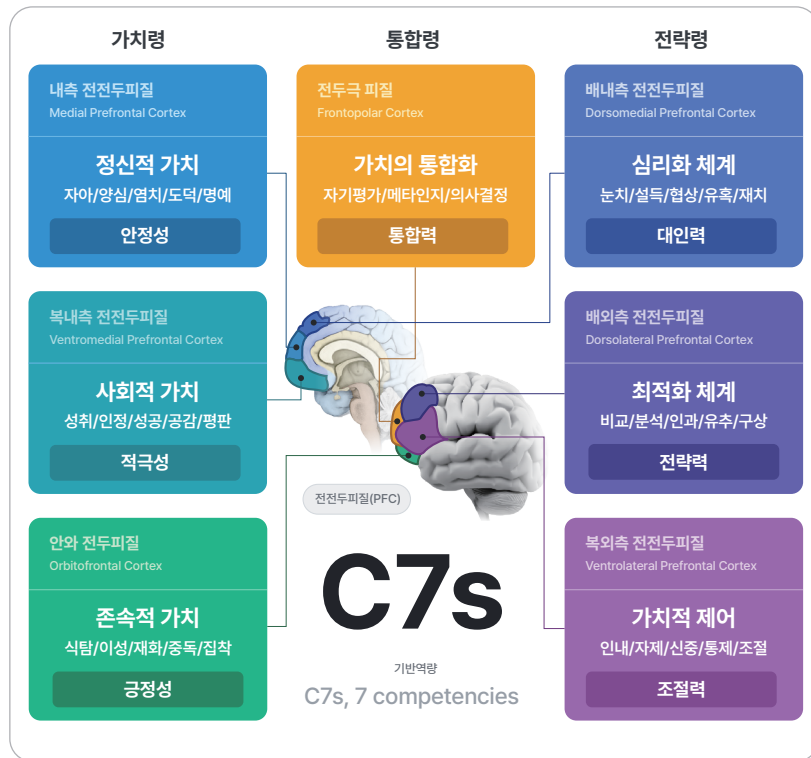 가치령
통합령
전략령
내측 전전두피질
Medial Prefrontal Cortex
정신적 가치
자아/양심/염치/도덕/명예
안정성
전두극 피질
Frontopolar Cortex
가치의 통합화
자기평가/메타인지/의사결정
통합력
배내측 전전두피질
Dorsomedial Prefrontal Cortex
심리화 체계
눈치/설득/협상/유혹/재치
대인력
복내측 전전두피질
Ventromedial Prefrontal Cortex
사회적 가치
성취/인정/성공/공감/평판
적극성
배외측 전전두피질
Dorsolateral Prefrontal Cortex
최적화 체계
비교/분석/인과/유추/구상
전략력
전전두피질(PFC)
안와 전두피질
Orbitofrontal Cortex
존속적 가치
식탐/이성/재화/중독/집착
긍정성
C7s
기반역량
C7s, 7 competencies
복외측 전전두피질
Ventrolateral Prefrontal Cortex
가치적 제어
인내/자제/신중/통제/조절
조절력